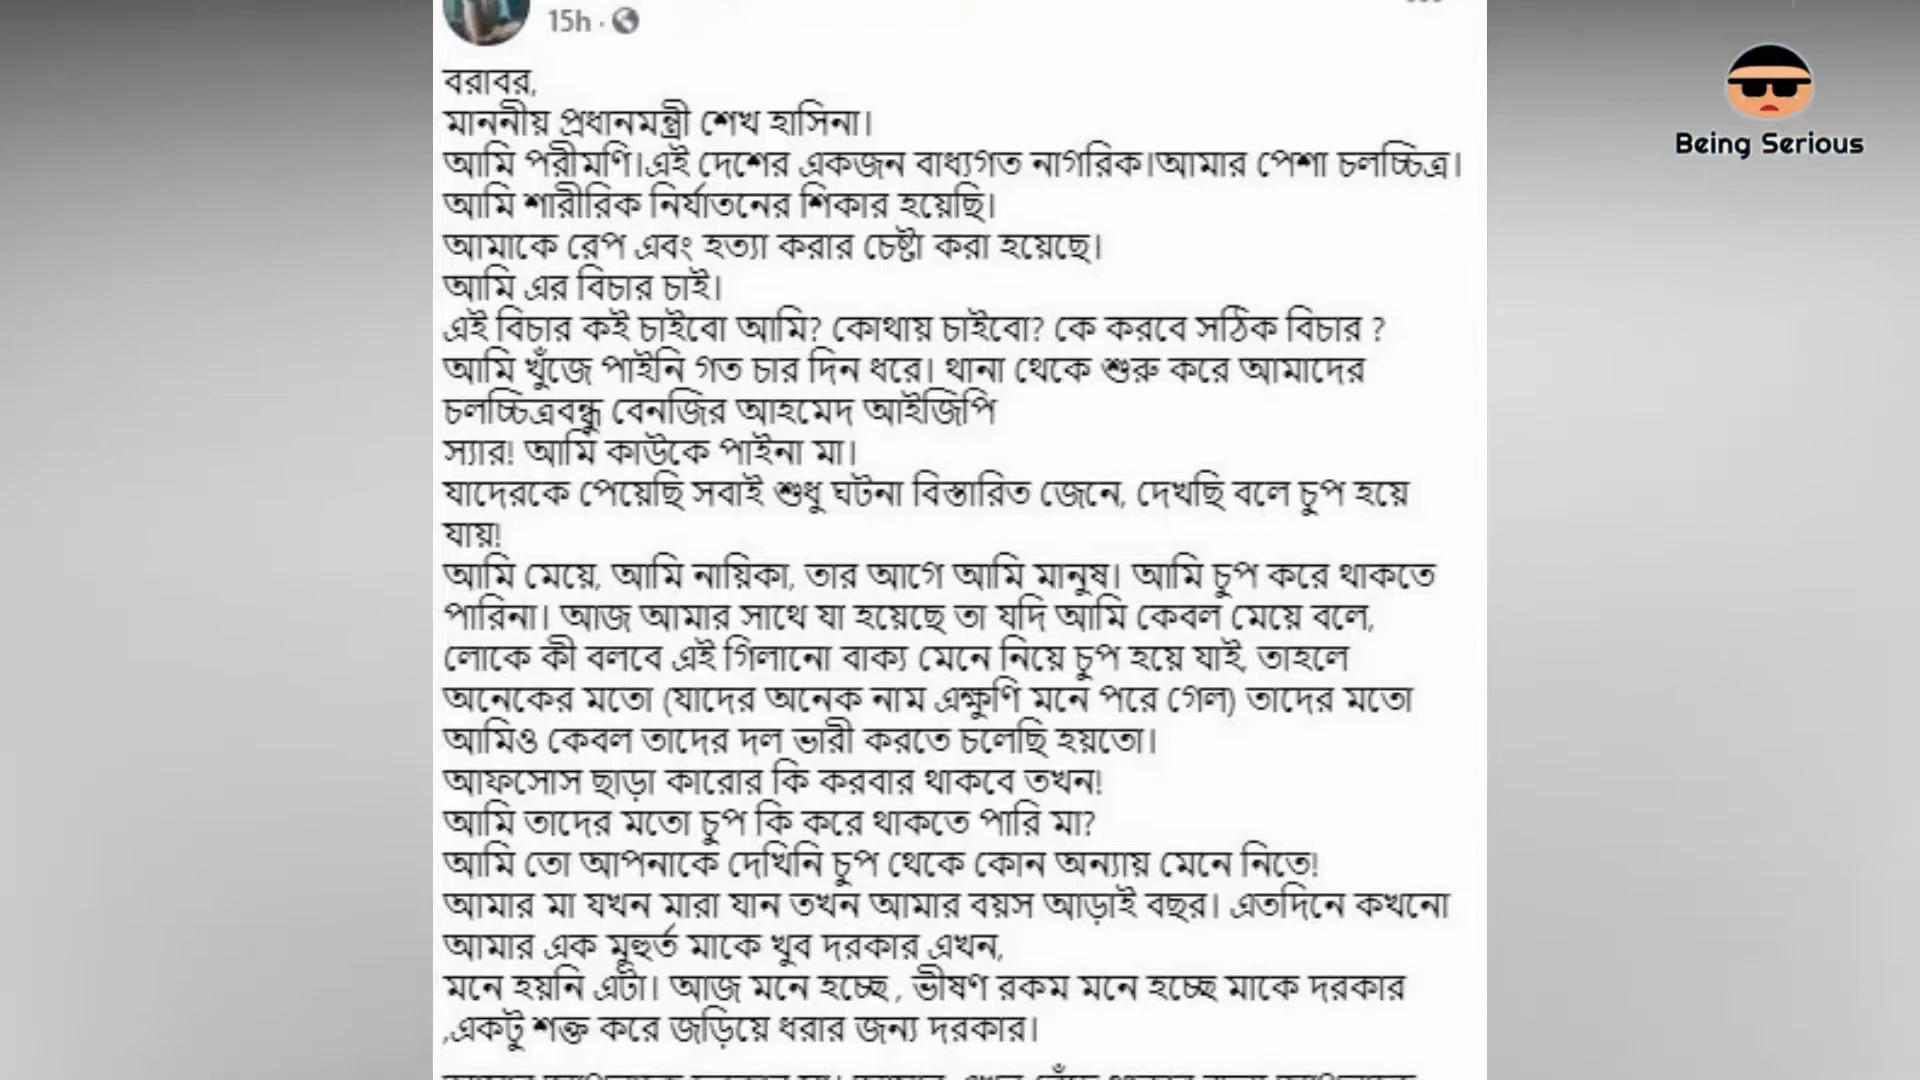 15h ·
Being Serious
বরাবর,
মাননীয় প্রধানমন্ত্রী শেখ হাসিনা।
আমি পরীমণি।এই দেশের একজন বাধ্যগত নাগরিক।আমার পেশা চলচ্চিত্র।
আমি শারীরিক নির্যাতনের শিকার হয়েছি।
আমাকে রেপ এবং হত্যা করার চেষ্টা করা হয়েছে।
আমি এর বিচার চাই।
এই বিচার কই চাইবো আমি? কোথায় চাইবো? কে করবে সঠিক বিচার ?
আমি খুঁজে পাইনি গত চার দিন ধরে। থানা থেকে শুরু করে আমাদের
চলচ্চিত্রবন্ধু বেনজির আহমেদ আইজিপি
স্যার! আমি কাউকে পাইনা মা।
যাদেরকে পেয়েছি সবাই শুধু ঘটনা বিস্তারিত জেনে, দেখছি বলে চুপ হয়ে
যায়!
আমি মেয়ে, আমি নায়িকা, তার আগে আমি মানুষ। আমি চুপ করে থাকতে
পারিনা। আজ আমার সাথে যা হয়েছে তা যদি আমি কেবল মেয়ে বলে,
লোকে কী বলবে এই গিলানো বাক্য মেনে নিয়ে চুপ হয়ে যাই, তাহলে
অনেকের মতো (যাদের অনেক নাম এক্ষুণি মনে পরে গেল) তাদের মতো
আমিও কেবল তাদের দল ভারী করতে চলেছি হয়তো।
আফসোস ছাড়া কারোর কি করবার থাকবে তখন!
আমি তাদের মতো চুপ কি করে থাকতে পারি মা?
আমি তো আপনাকে দেখিনি চুপ থেকে কোন অন্যায় মেনে নিতে!
আমার মা যখন মারা যান তখন আমার বয়স আড়াই বছর। এতদিনে কখনো
আমার এক মূহুর্ত মাকে খুব দরকার এখন,
মনে হয়নি এটা। আজ মনে হচ্ছে , ভীষণ রকম মনে হচ্ছে মাকে দরকার
,একটু শক্ত করে জড়িয়ে ধরার জন্য দরকার।